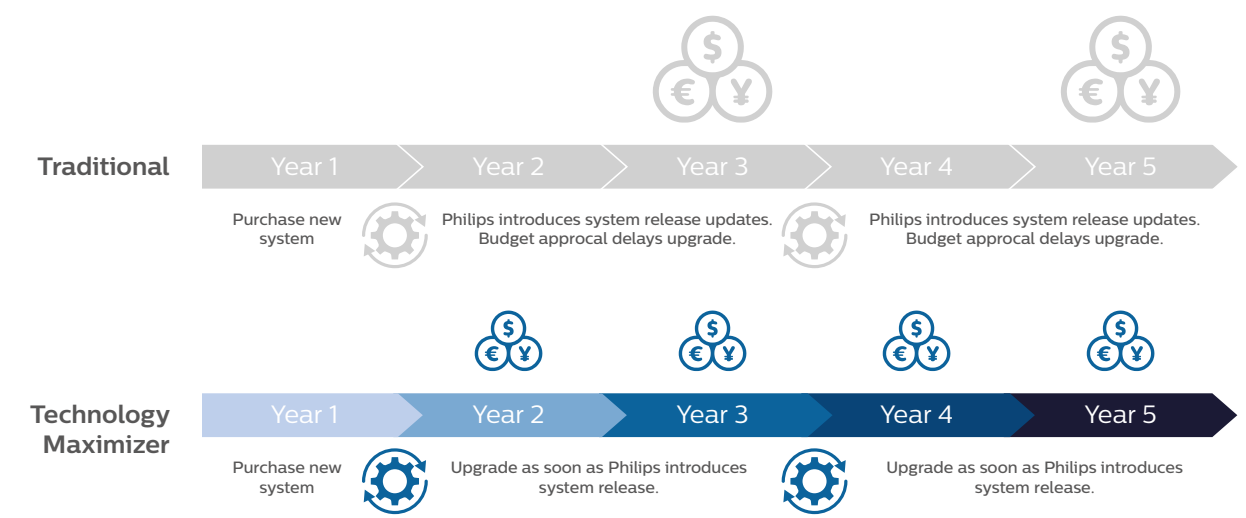 $
€ ¥
$
€ ¥
Traditional
Year 1
Year 2
Year 3
Year 4
Year 5
Purchase new
system
Philips introduces system release updates.
Budget approcal delays upgrade.
Philips introduces system release updates.
Budget approcal delays upgrade.
$
€ ¥
$
€ ¥
$
€ ¥
$
€ ¥
Technology
Maximizer
Year 1
Year 2
Year 3
Year 4
Year 5
Purchase new
system
Upgrade as soon as Philips introduces
system release.
Upgrade as soon as Philips introduces
system release.